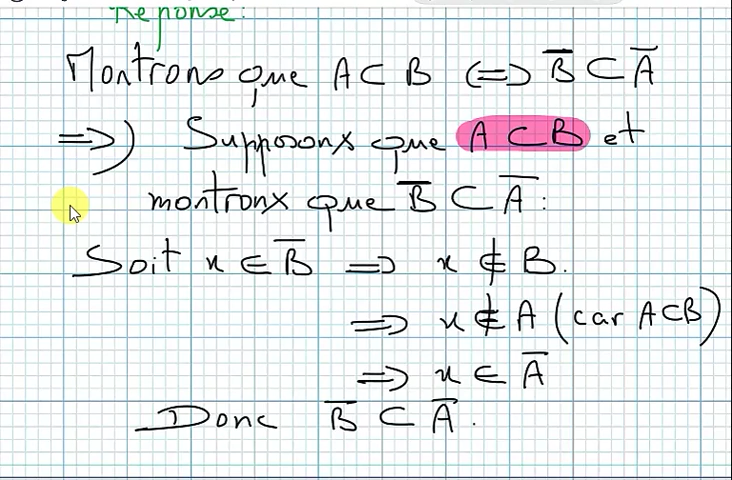 Réponse:
Montrons que A ⊂ B ⟺ B̅ ⊂ A̅
⟹) Supposons que A ⊂ B et
montrons que B̅ ⊂ A̅ :
Soit x ∈ B̅ ⟹ x ∉ B.
⟹ x ∉ A (car A⊂B)
⟹ x ∈ A̅
Donc B̅ ⊂ A̅.